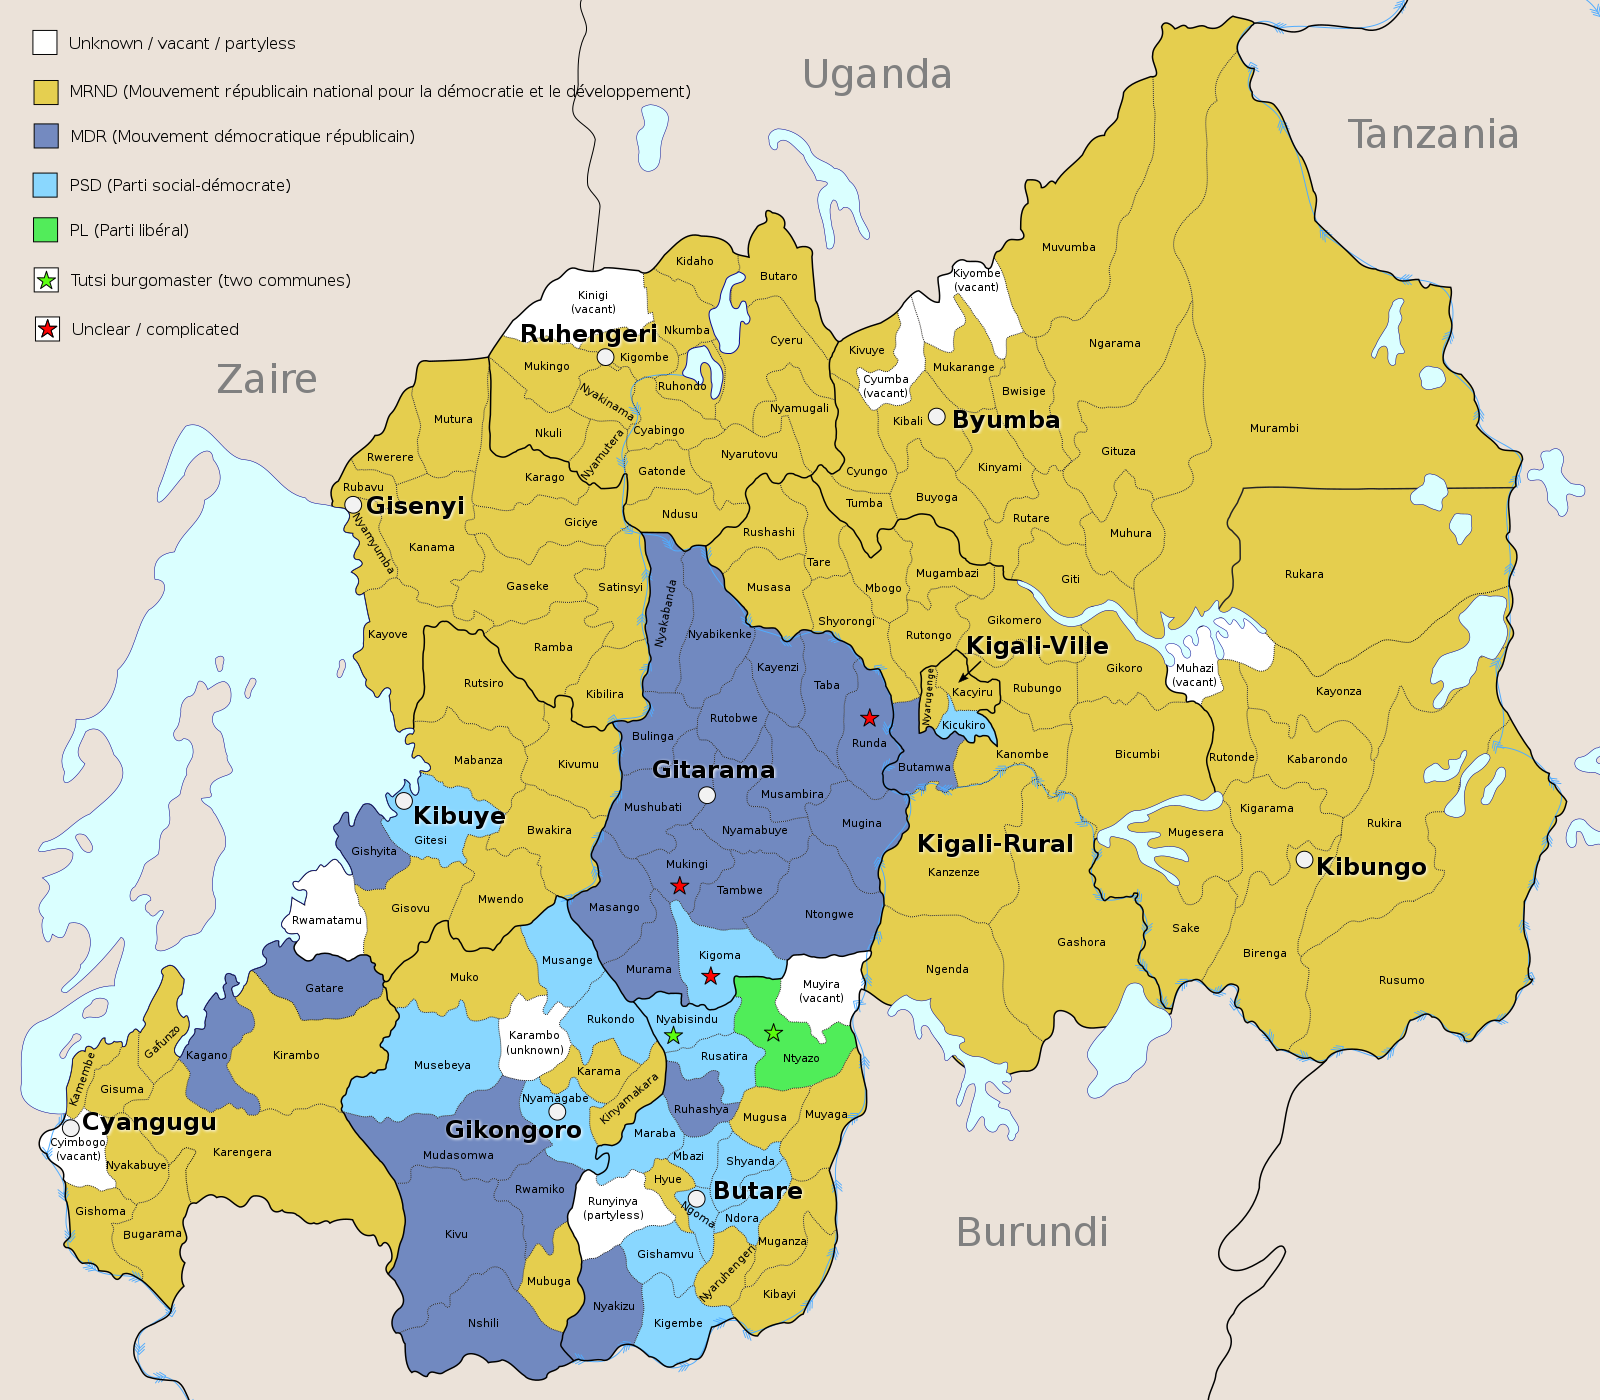 Unknown / vacant / partyless
MRND (Mouvement républicain national pour la démocratie et le développement)
MDR (Mouvement démocratique républicain)
PSD (Parti social-démocrate)
PL (Parti libéral)
Tutsi burgomaster (two communes)
Unclear / complicated
Uganda
Tanzania
Zaire
Burundi
Kidaho
Butaro
Kinigi
(vacant)
Ruhengeri
Nkumba
Cyeru
Mukingo
Kigombe
Ruhondo
Nyakinama
Nyamugali
Nkuli
Cyabingo
Nyamutera
Nyarutovu
Gatonde
Ndusu
Muvumba
Kiyombe
(vacant)
Kivuye
Ngarama
Cyumba
(vacant)
Mukarange
Bwisige
Kibali
Byumba
Murambi
Gituza
Cyungo
Kinyami
Tumba
Buyoga
Rutare
Muhura
Giti
Mutura
Rwerere
Rubavu
Gisenyi
Karago
Giciye
Nyamyumba
Kanama
Gaseke
Satinsyi
Kayove
Ramba
Kibilira
Rushashi
Tare
Musasa
Mbogo
Mugambazi
Shyorongi
Rutongo
Gikomero
Kigali-Ville
Nyarugenge
Kacyiru
Kicukiro
Rubungo
Gikoro
Butamwa
Kanombe
Bicumbi
Kigali-Rural
Kanzenze
Gashora
Ngenda
Rukara
Muhazi
(vacant)
Kayonza
Rutonde
Kabarondo
Kigarama
Mugesera
Rukira
Kibungo
Sake
Birenga
Rusumo
Nyakabanda
Nyabikenke
Kayenzi
Taba
Rutobwe
Bulinga
Runda
Gitarama
Mushubati
Musambira
Nyamabuye
Mugina
Mukingi
Tambwe
Masango
Ntongwe
Murama
Kigoma
Rutsiro
Mabanza
Kivumu
Kibuye
Gitesi
Bwakira
Gishyita
Rwamatamu
Gisovu
Mwendo
Gatare
Gafunzo
Kagano
Kirambo
Kamembe
Gisuma
Cyangugu
Cyimbogo
(vacant)
Nyakabuye
Karengera
Gishoma
Bugarama
Muko
Musange
Karambo
(unknown)
Rukondo
Musebeya
Karama
Nyamagabe
Kinyamakara
Gikongoro
Mudasomwa
Rwamiko
Kivu
Mubuga
Nshili
Muyira
(vacant)
Nyabisindu
Ntyazo
Rusatira
Ruhashya
Mugusa
Muyaga
Maraba
Mbazi
Shyanda
Hyue
Butare
Runyinya
(partyless)
Ngoma
Ndora
Gishamvu
Muganza
Nyaruhengeri
Kibayi
Nyakizu
Kigembe